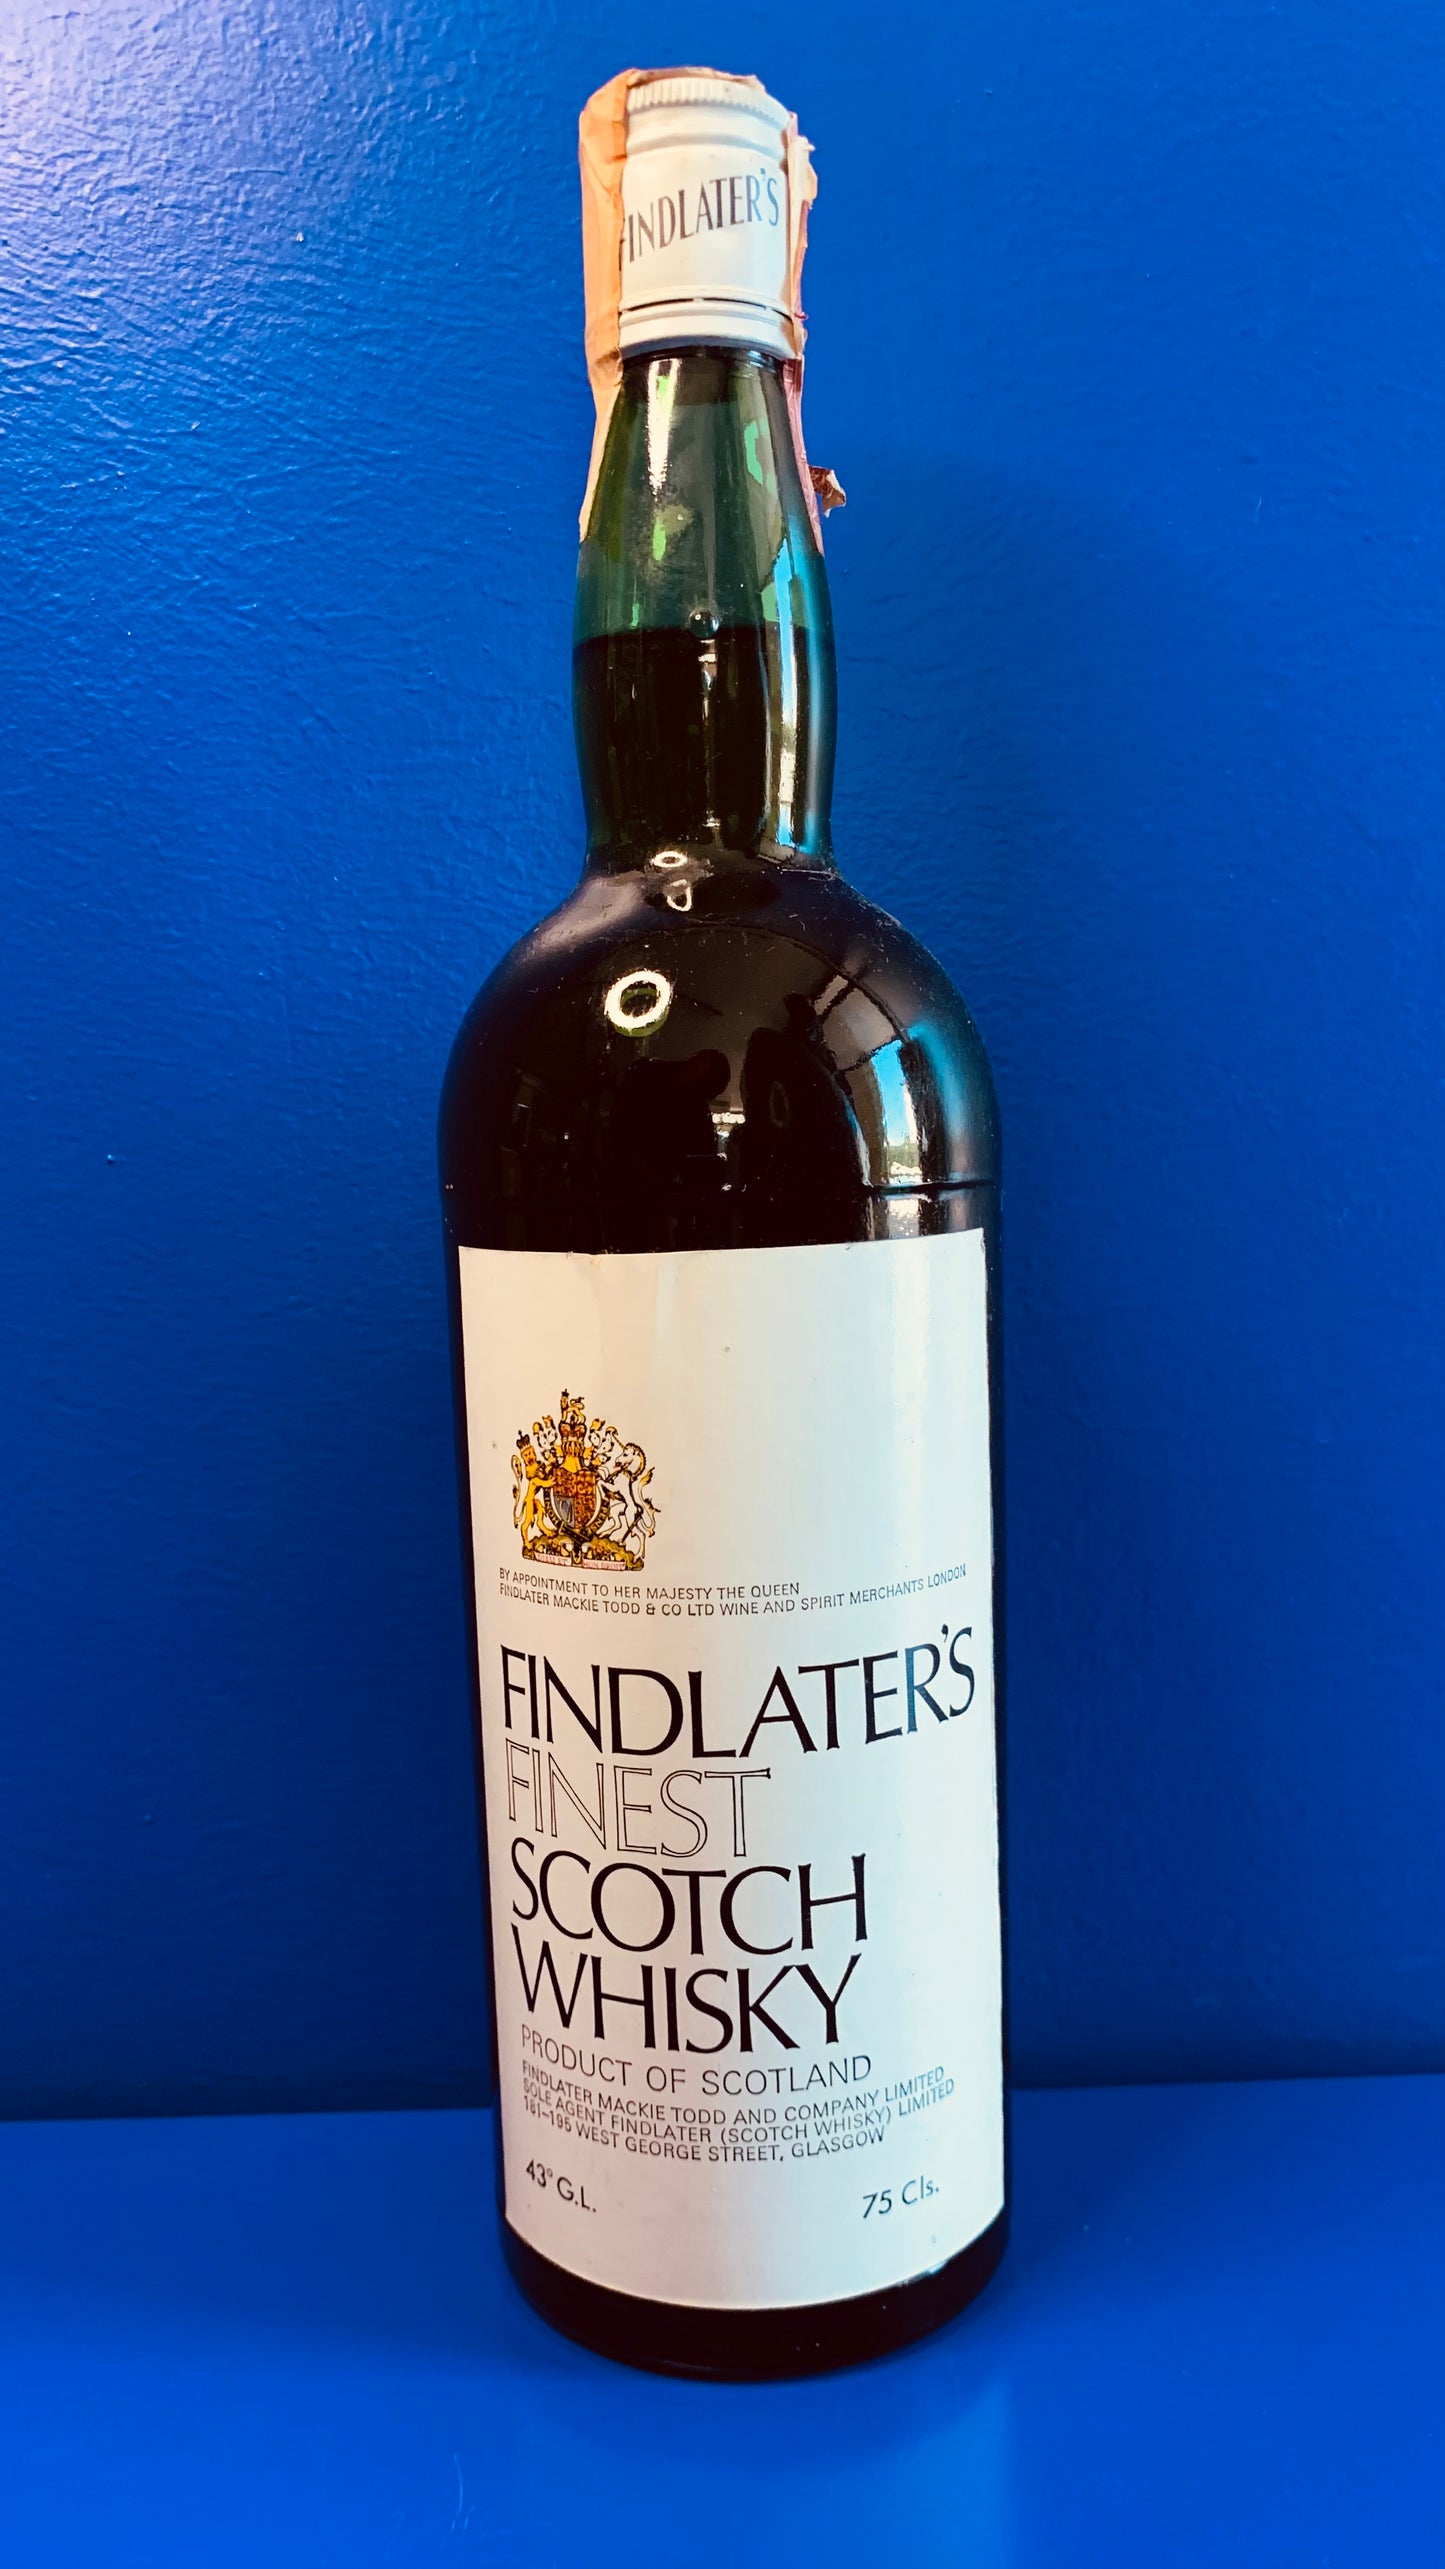 FINDLATER'S
BY APPOINTMENT TO HER MAJESTY THE QUEEN
FINDLATER MACKIE TODD & CO LTD WINE AND SPIRIT MERCHANTS LONDON
FINDLATER'S
FINEST
SCOTCH
WHISKY
PRODUCT OF SCOTLAND
FINDLATER MACKIE TODD AND COMPANY LIMITED
SOLE AGENT FINDLATER (SCOTCH WHISKY) LIMITED
181-195 WEST GEORGE STREET, GLASGOW
43° G.L.
75 Cls.